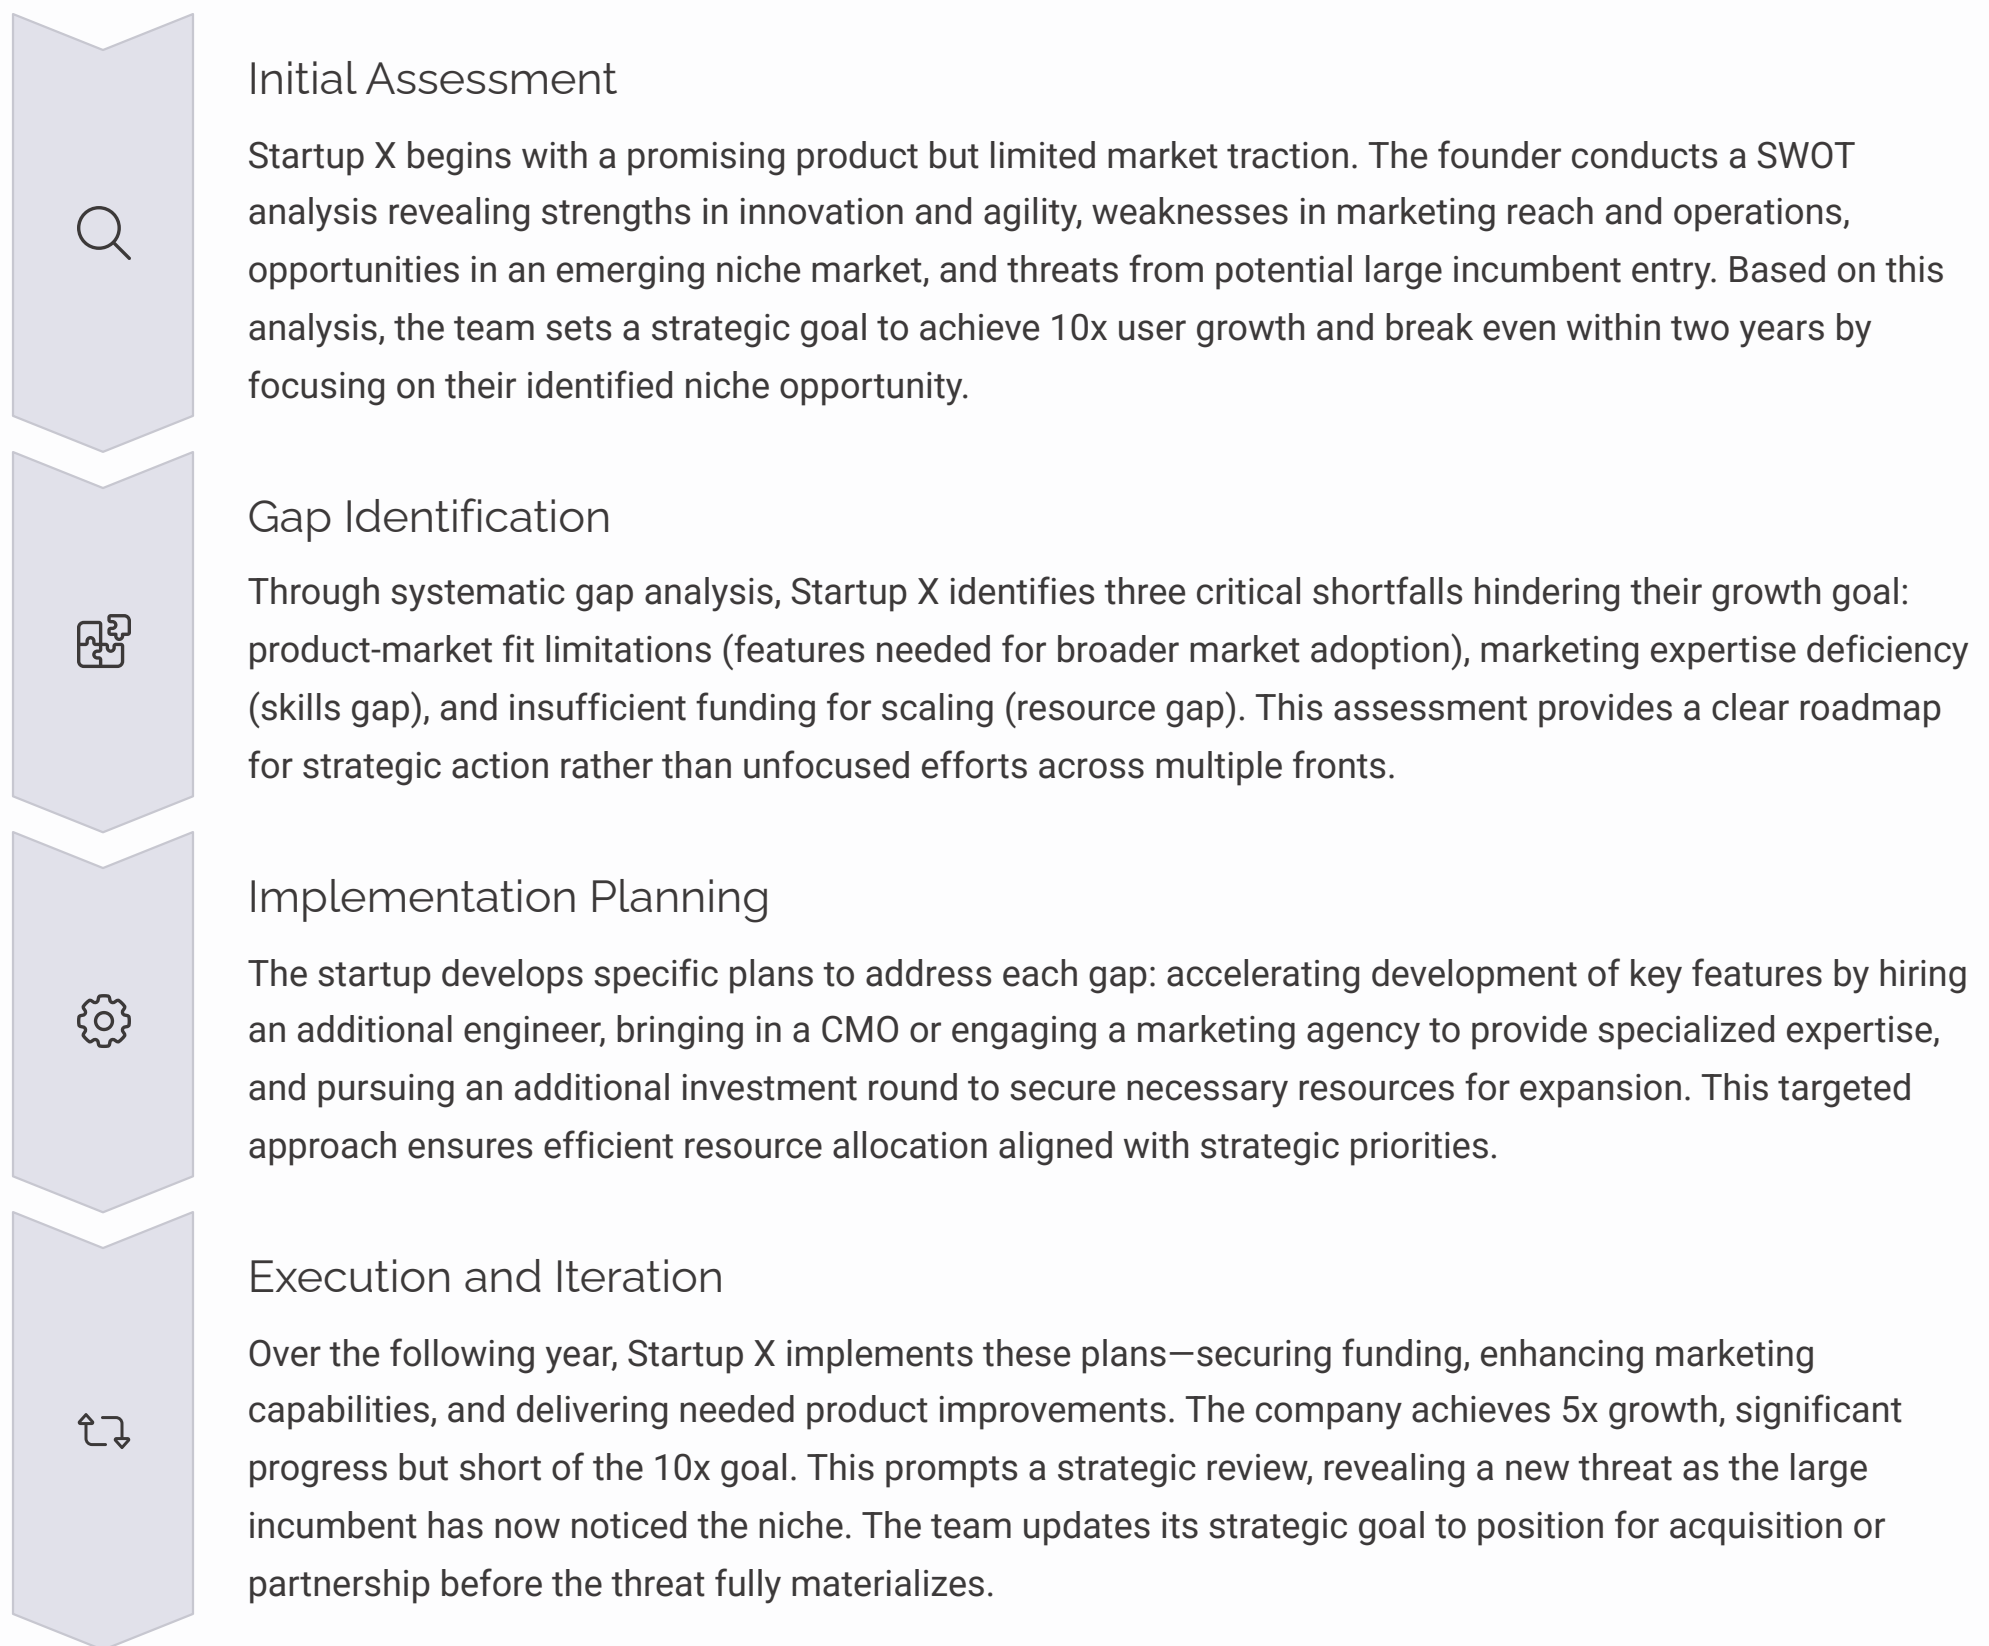 Initial Assessment
Startup X begins with a promising product but limited market traction. The founder conducts a SWOT
analysis revealing strengths in innovation and agility, weaknesses in marketing reach and operations,
opportunities in an emerging niche market, and threats from potential large incumbent entry. Based on this
analysis, the team sets a strategic goal to achieve 10x user growth and break even within two years by
focusing on their identified niche opportunity.
Gap Identification
Through systematic gap analysis, Startup X identifies three critical shortfalls hindering their growth goal:
product-market fit limitations (features needed for broader market adoption), marketing expertise deficiency
(skills gap), and insufficient funding for scaling (resource gap). This assessment provides a clear roadmap
for strategic action rather than unfocused efforts across multiple fronts.
Implementation Planning
The startup develops specific plans to address each gap: accelerating development of key features by hiring
an additional engineer, bringing in a CMO or engaging a marketing agency to provide specialized expertise,
and pursuing an additional investment round to secure necessary resources for expansion. This targeted
approach ensures efficient resource allocation aligned with strategic priorities.
Execution and Iteration
Over the following year, Startup X implements these plans—securing funding, enhancing marketing
capabilities, and delivering needed product improvements. The company achieves 5x growth, significant
progress but short of the 10x goal. This prompts a strategic review, revealing a new threat as the large
incumbent has now noticed the niche. The team updates its strategic goal to position for acquisition or
partnership before the threat fully materializes.